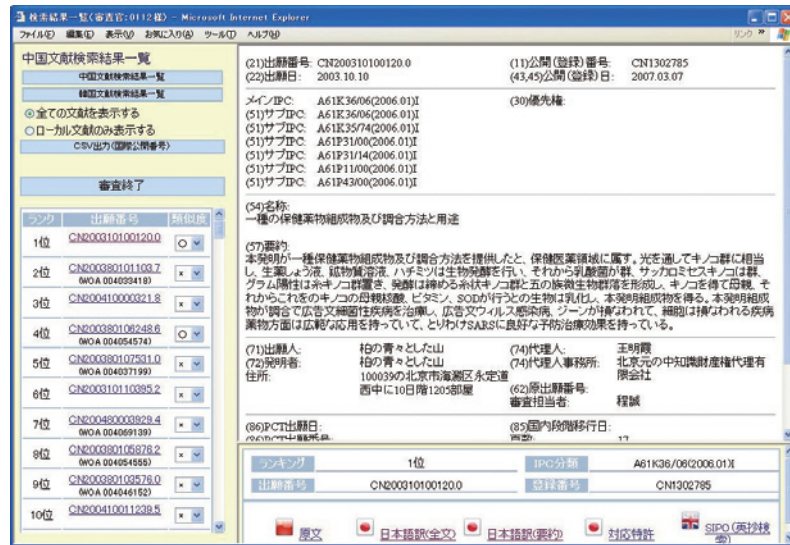 検索結果一覧(審査官:0112様) - Microsoft Internet Explorer
ファイル(F) 編集(E) 表示(V) お気に入り(A) ツール(T) ヘルプ(H)
リンク »
中国文献検索結果一覧
中国文献検索結果一覧
韓国文献検索結果一覧
全ての文献を表示する
ローカル文献のみ表示する
CSV出力(国際公開番号)
審査終了
ランク 出願番号 類似度
1位 CN200310100120.0 ○
2位 CN200380101103.7 ×
(WO A 004033418)
3位 CN200410000321.8 ×
4位 CN200380106248.6 ○
(WO A 004054574)
5位 CN200380107531.0 ×
(WO A 004037199)
6位 CN200310110395.2 ×
7位 CN200480003929.4 ×
(WO A 004069139)
8位 CN200380105876.2 ×
(WO A 004054555)
9位 CN200380103576.0 ×
(WO A 004046152)
10位 CN200410011239.5 ×
(21)出願番号: CN200310100120.0 (11)公開(登録)番号: CN1302785
(22)出願日: 2003.10.10 (43,45)公開(登録)日: 2007.03.07
メインIPC: A61K36/06(2006.01)I (30)優先権:
(51)サブIPC: A61K36/06(2006.01)I
(51)サブIPC: A61K35/74(2006.01)I
(51)サブIPC: A61P31/00(2006.01)I
(51)サブIPC: A61P31/14(2006.01)I
(51)サブIPC: A61P11/00(2006.01)I
(51)サブIPC: A61P43/00(2006.01)I
(54)名称:
一種の保健薬物組成物及び調合方法と用途
(57)要約:
本発明が一種保健薬物組成物及び調合方法を提供したと、保健医薬領域に属す。光を通してキノコ群に相当
し、生薬しょう液、鉱物質溶液、ハチミツは生物発酵を行い、それから乳酸菌が群、サッカロミセスキノコは群、
グラム陽性は糸キノコ群置き、発酵は締める糸状キノコ群と五の族微生物群落を形成し、キノコを得て母親、そ
れからこれをのキノコの母親核酸、ビタミン、SODが行うとの生物は乳化し、本発明組成物を得る。本発明組成
物が調合で広告文細菌性疾病を治療し、広告文ウィルス感染病、ジーンが損なわれて、細胞は損なわれる疾病
薬物方面は広範な応用を持っていて、とりわけSARSに良好な予防治療効果を持っている。
(71)出願人: 柏の青々とした山 (74)代理人: 王明霞
(72)発明者: 柏の青々とした山 (74)代理人事務所: 北京元の中知識財産権代理有
住所: 100039の北京市海澱区永定道 限会社
西中に10日階1205部屋 (62)原出願番号:
審査担当者: 程誠
(86)PCT出願日: (85)国内段階移行日:
ランキング 1位 IPC分類 A61K36/06(2006.01)I
出願番号 CN200310100120.0 登録番号 CN1302785
原文 日本語訳(全文) 日本語訳(要約) 対応特許 SIPO(英抄検
索)